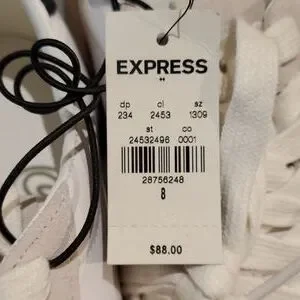 EXPRESS
dp cl sz
234 2453 1309
st co
24532496 0001
28756248
8
$88.00